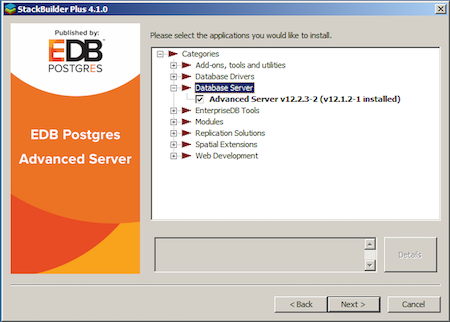 StackBuilder Plus 4.1.0
Published by:
EDB
POSTGRES
EDB Postgres
Advanced Server
Please select the applications you would like to install.
Categories
Add-ons, tools and utilities
Database Drivers
Database Server
Advanced Server v12.2.3-2 (v12.1.2-1 installed)
EnterpriseDB Tools
Modules
Replication Solutions
Spatial Extensions
Web Development
Details
< Back
Next >
Cancel